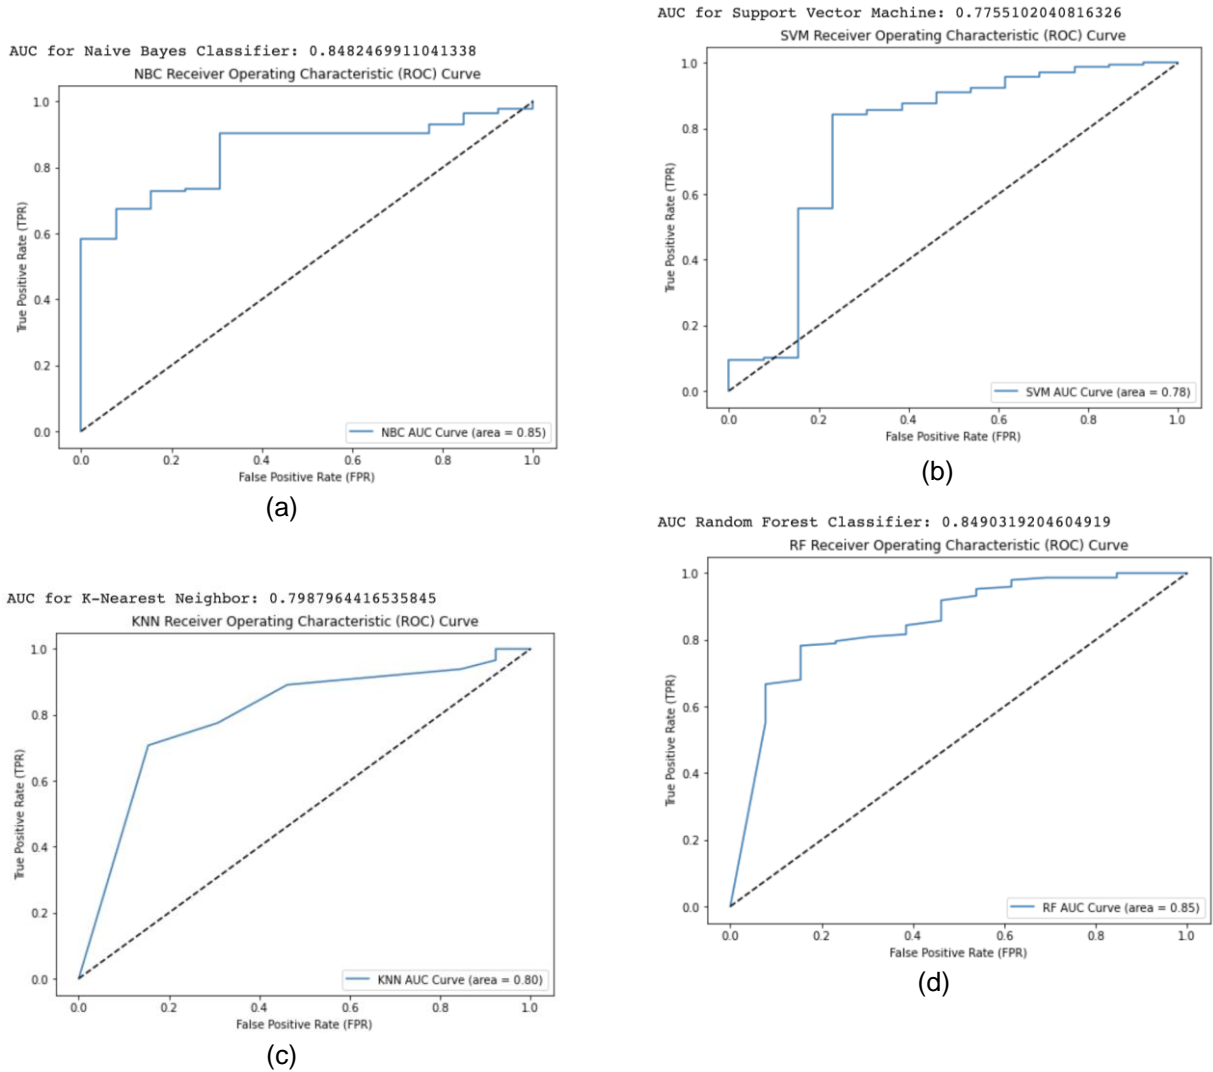 AUC for Naive Bayes Classifier: 0.8482469911041338
NBC Receiver Operating Characteristic (ROC) Curve
True Positive Rate (TPR)
1.0
0.8
0.6
0.4
0.2
0.0
NBC AUC Curve (area = 0.85)
0.0 0.2 0.4 0.6 0.8 1.0
False Positive Rate (FPR)
(a)
AUC for Support Vector Machine: 0.7755102040816326
SVM Receiver Operating Characteristic (ROC) Curve
True Positive Rate (TPR)
1.0
0.8
0.6
0.4
0.2
0.0
SVM AUC Curve (area = 0.78)
0.0 0.2 0.4 0.6 0.8 1.0
False Positive Rate (FPR)
(b)
AUC for K-Nearest Neighbor: 0.7987964416535845
KNN Receiver Operating Characteristic (ROC) Curve
True Positive Rate (TPR)
1.0
0.8
0.6
0.4
0.2
0.0
KNN AUC Curve (area = 0.80)
0.0 0.2 0.4 0.6 0.8 1.0
False Positive Rate (FPR)
(c)
AUC Random Forest Classifier: 0.8490319204604919
RF Receiver Operating Characteristic (ROC) Curve
True Positive Rate (TPR)
1.0
0.8
0.6
0.4
0.2
0.0
RF AUC Curve (area = 0.85)
0.0 0.2 0.4 0.6 0.8 1.0
False Positive Rate (FPR)
(d)